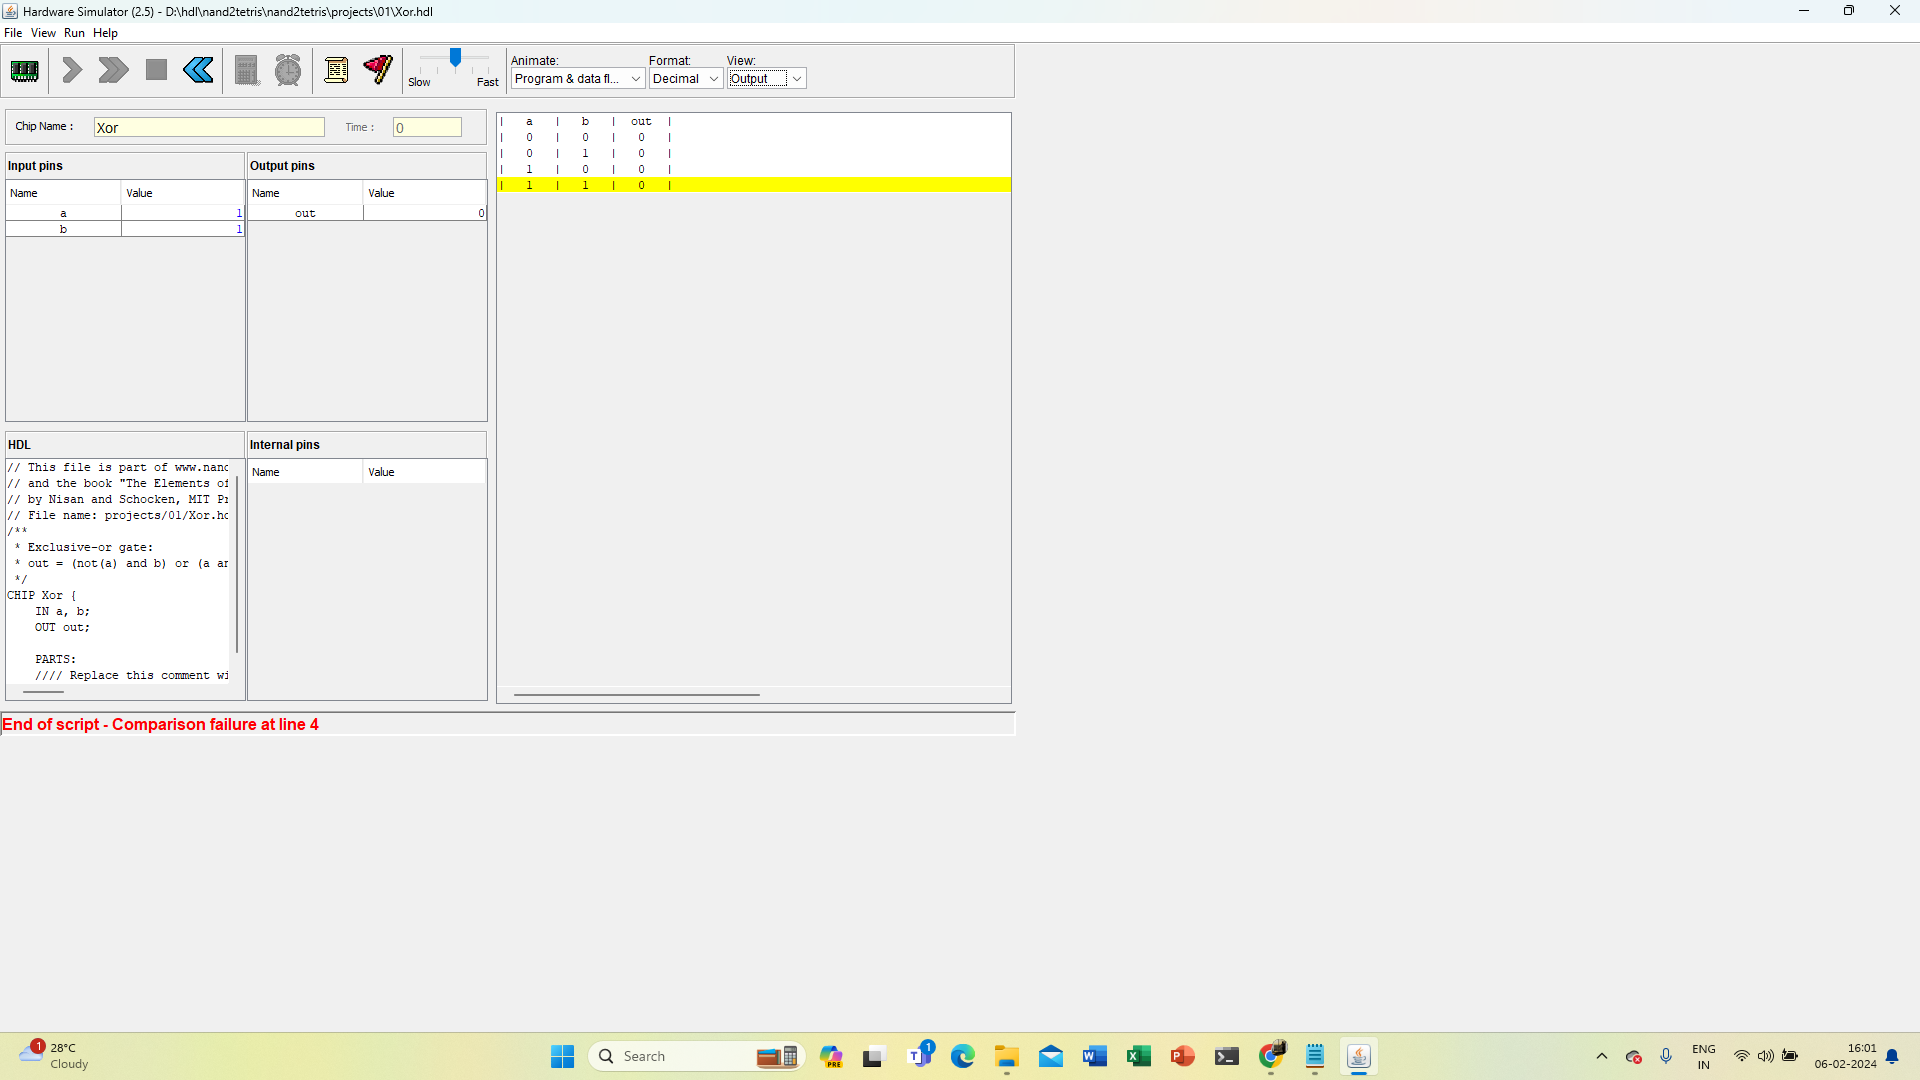 Hardware Simulator (2.5) - D:\hdl\nand2tetris\nand2tetris\projects\01\Xor.hdl
File View Run Help
Slow Fast
Animate: Format: View:
Program & data fl... Decimal Output
Chip Name : Xor Time : 0
Input pins
Name Value
a 1
b 1
Output pins
Name Value
out 0
| a | b | out |
| 0 | 0 | 0 |
| 0 | 1 | 0 |
| 1 | 0 | 0 |
| 1 | 1 | 0 |
HDL
// This file is part of www.nand
// and the book "The Elements of
// by Nisan and Schocken, MIT Pr
// File name: projects/01/Xor.hd
/**
* Exclusive-or gate:
* out = (not(a) and b) or (a an
*/
CHIP Xor {
IN a, b;
OUT out;
PARTS:
//// Replace this comment wi
Internal pins
Name Value
End of script - Comparison failure at line 4
1
28°C
Cloudy
Search
PRE
1
ENG
IN
16:01
06-02-2024